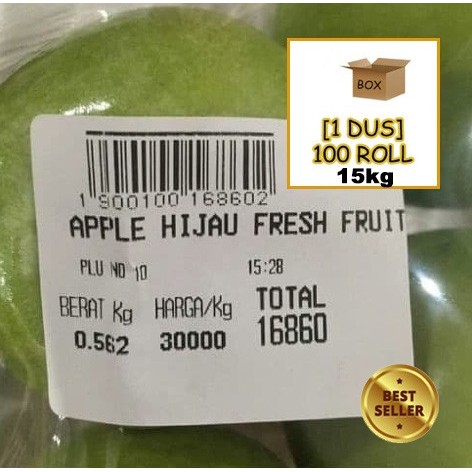 BOX
[1 DUS]
100 ROLL
15kg
1 900100 168602
APPLE HIJAU FRESH FRUIT
PLU NO 10
15:28
BERAT Kg
HARGA/Kg
TOTAL
0.562
30000
16860
BEST
SELLER